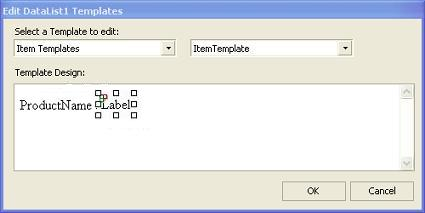 Edit DataList1 Templates
Select a Template to edit:
Item Templates ItemTemplate
Template Design:
ProductName Label
OK Cancel